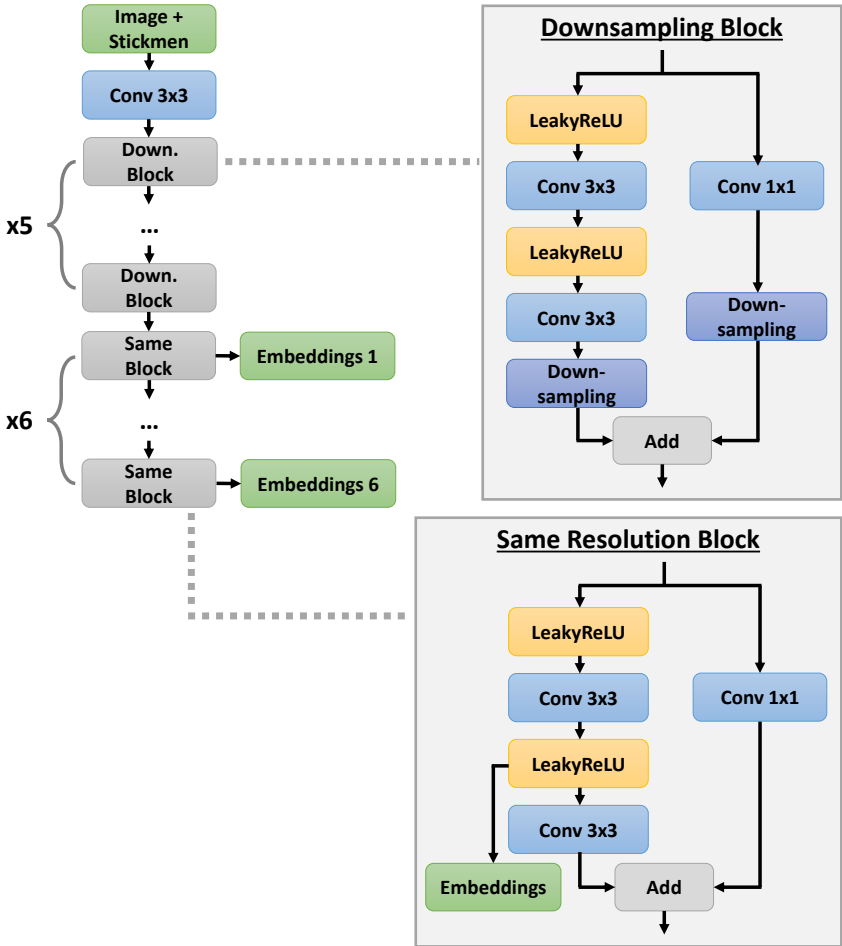 Image +
Stickmen
Conv 3x3
Down.
Block
x5
...
Down.
Block
Same
Block
Embeddings 1
x6
...
Same
Block
Embeddings 6
Downsampling Block
LeakyReLU
Conv 3x3
Conv 1x1
LeakyReLU
Conv 3x3
Down-
sampling
Down-
sampling
Add
Same Resolution Block
LeakyReLU
Conv 3x3
Conv 1x1
LeakyReLU
Conv 3x3
Embeddings
Add